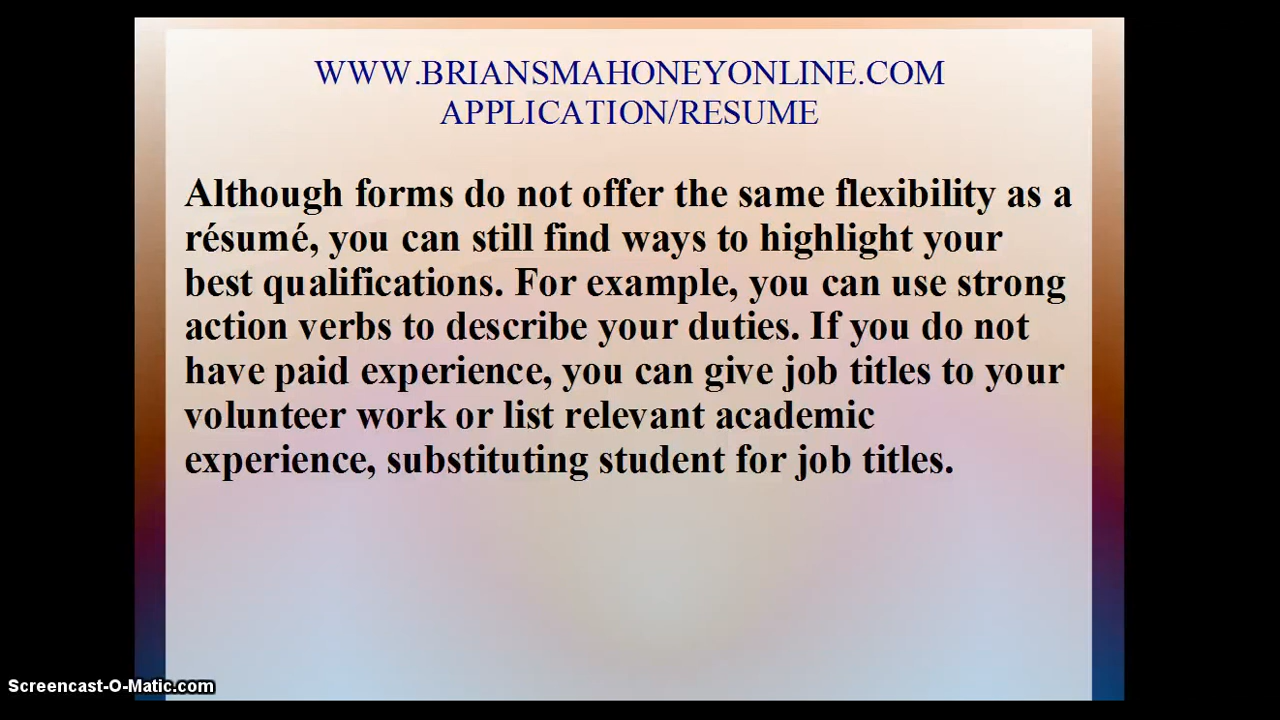 WWW.BRIANSMAHONEYONLINE.COM
APPLICATION/RESUME
Although forms do not offer the same flexibility as a
résumé, you can still find ways to highlight your
best qualifications. For example, you can use strong
action verbs to describe your duties. If you do not
have paid experience, you can give job titles to your
volunteer work or list relevant academic
experience, substituting student for job titles.
Screencast-O-Matic.com